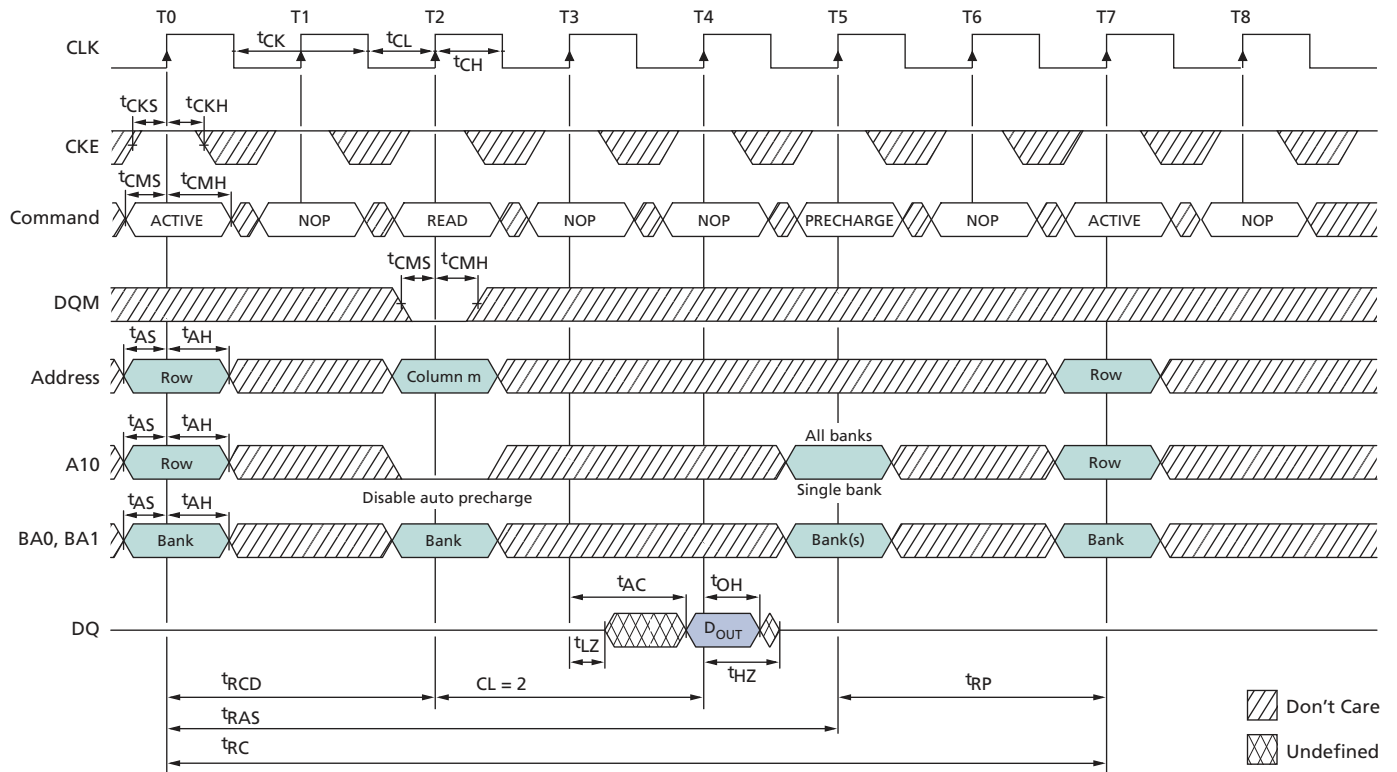 T0 T1 T2 T3 T4 T5 T6 T7 T8
CLK
tCK tCL
tCH
tCKS tCKH
CKE
tCMS tCMH
Command ACTIVE NOP READ NOP NOP PRECHARGE NOP ACTIVE NOP
tCMS tCMH
DQM
tAS tAH
Address Row Column m Row
tAS tAH
All banks
A10 Row Row
Disable auto precharge
Single bank
tAS tAH
BA0, BA1 Bank Bank Bank(s) Bank
tAC tOH
DQ DOUT
tLZ
tHZ
tRCD CL = 2 tRP
tRAS
tRC
Don't Care
Undefined